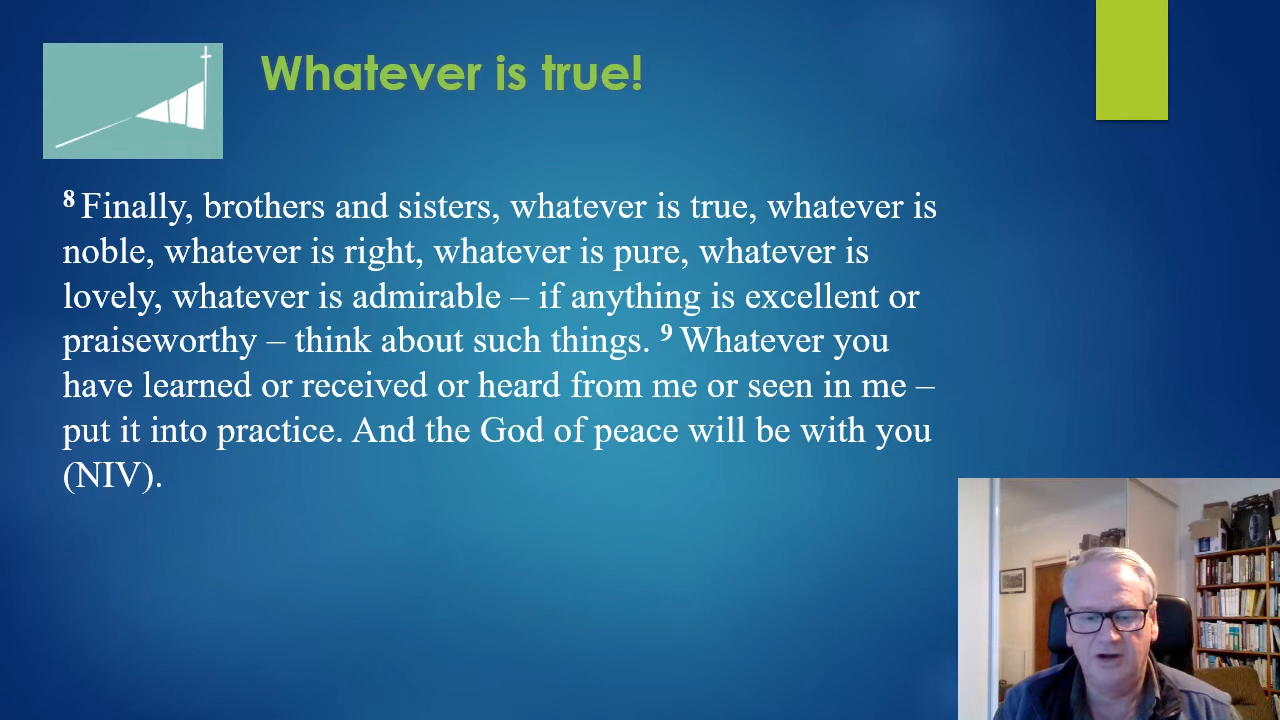 Whatever is true!
8 Finally, brothers and sisters, whatever is true, whatever is
noble, whatever is right, whatever is pure, whatever is
lovely, whatever is admirable – if anything is excellent or
praiseworthy – think about such things. 9 Whatever you
have learned or received or heard from me or seen in me –
put it into practice. And the God of peace will be with you
(NIV).